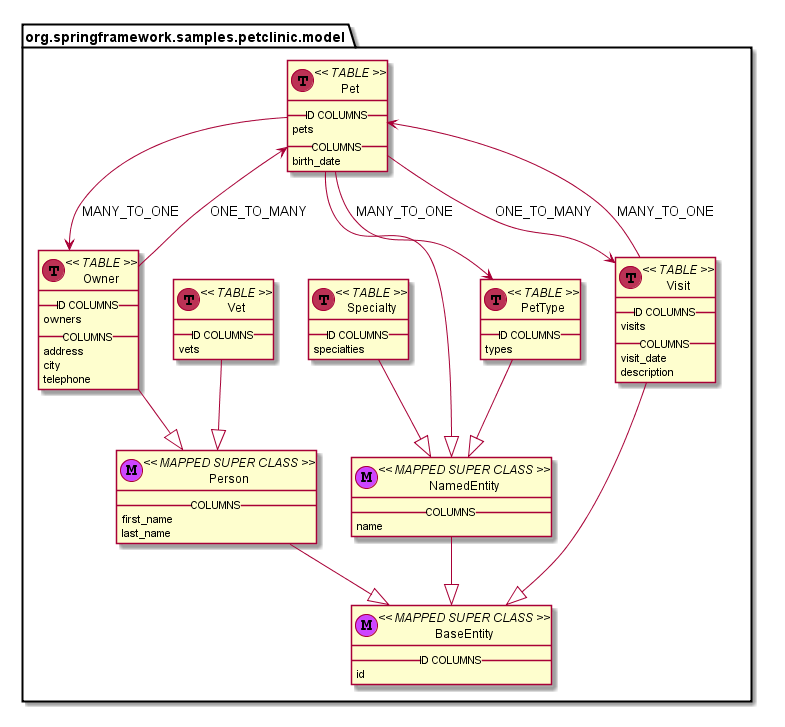 org.springframework.samples.petclinic.model
T
<< TABLE >>
Pet
ID COLUMNS
pets
COLUMNS
birth_date
MANY_TO_ONE
ONE_TO_MANY
MANY_TO_ONE
ONE_TO_MANY
MANY_TO_ONE
T
<< TABLE >>
Owner
ID COLUMNS
owners
COLUMNS
address
city
telephone
T
<< TABLE >>
Vet
ID COLUMNS
vets
T
<< TABLE >>
Specialty
ID COLUMNS
specialties
T
<< TABLE >>
PetType
ID COLUMNS
types
T
<< TABLE >>
Visit
ID COLUMNS
visits
COLUMNS
visit_date
description
M
<< MAPPED SUPER CLASS >>
Person
COLUMNS
first_name
last_name
M
<< MAPPED SUPER CLASS >>
NamedEntity
COLUMNS
name
M
<< MAPPED SUPER CLASS >>
BaseEntity
ID COLUMNS
id